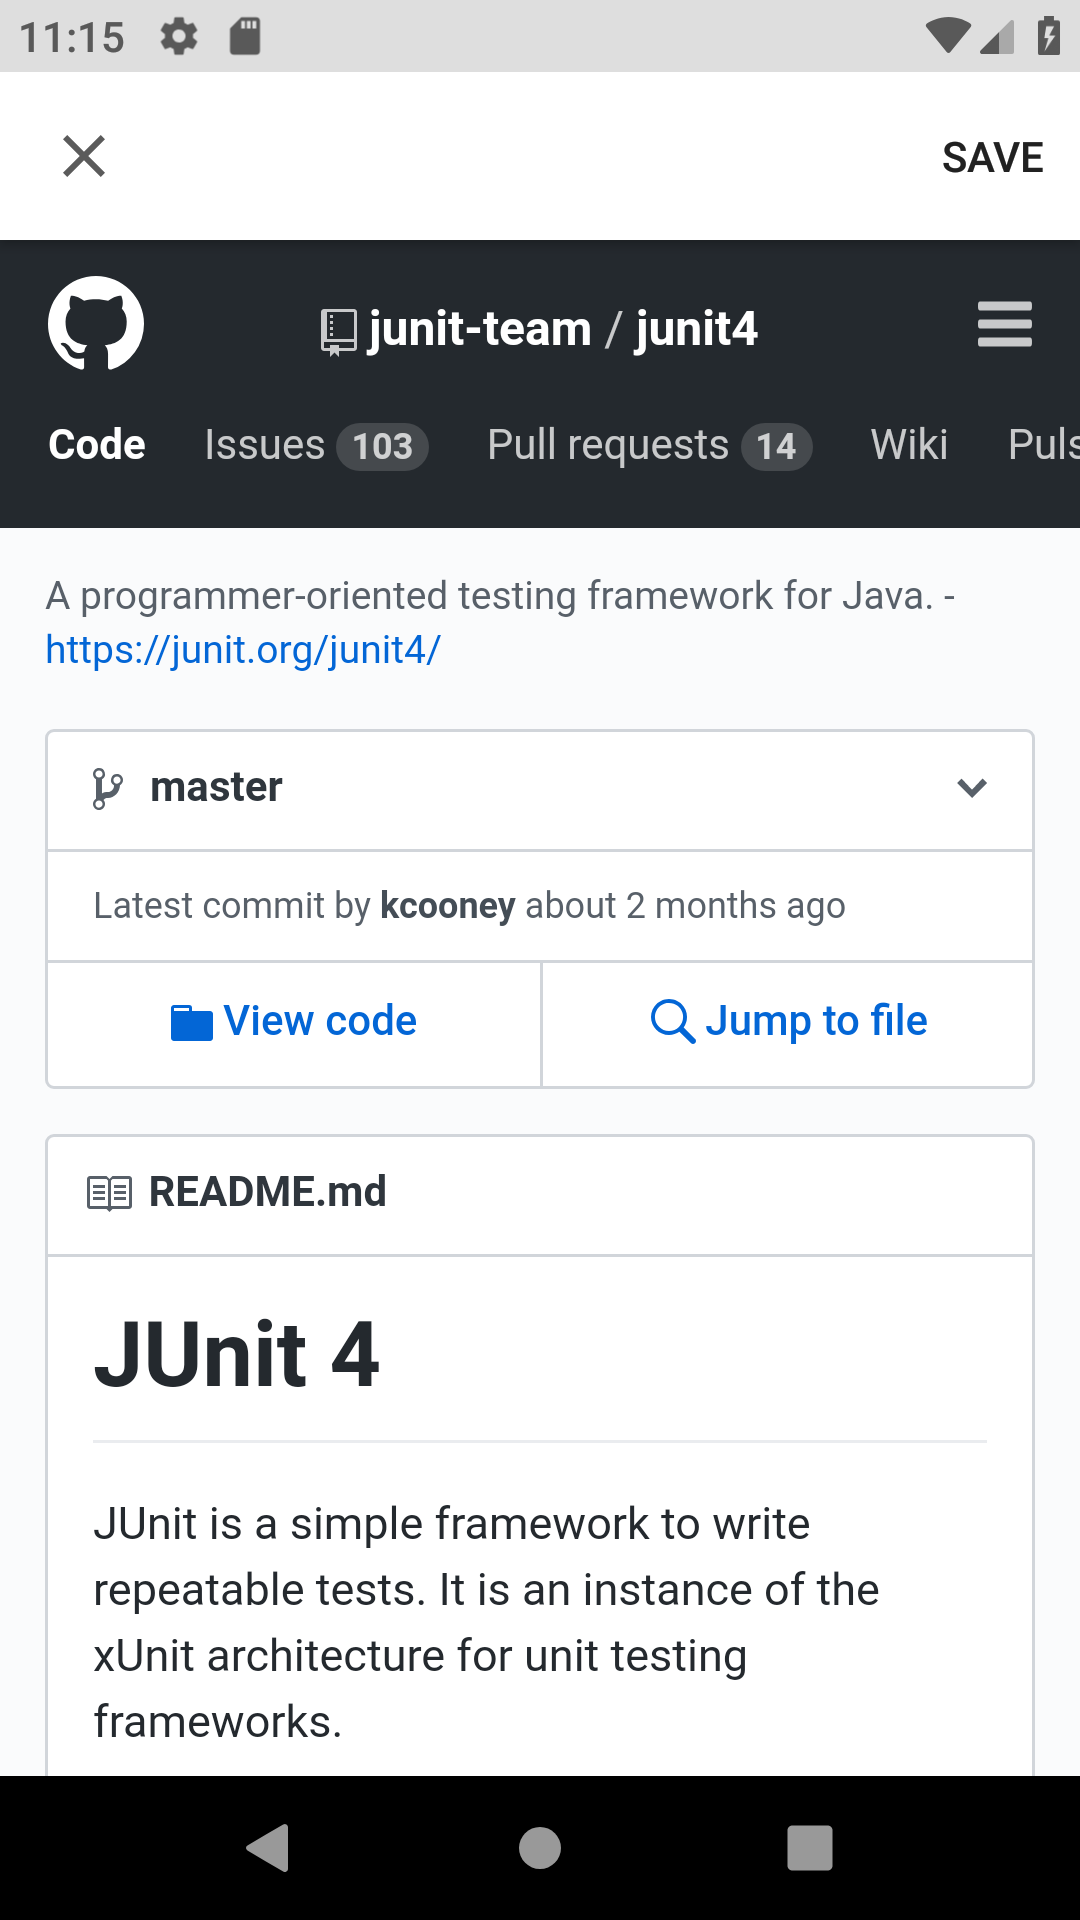 11:15
SAVE
junit-team / junit4
Code Issues 103 Pull requests 14 Wiki Puls
A programmer-oriented testing framework for Java. -
https://junit.org/junit4/
master
Latest commit by kcooney about 2 months ago
View code Jump to file
README.md
JUnit 4
JUnit is a simple framework to write
repeatable tests. It is an instance of the
xUnit architecture for unit testing
frameworks.